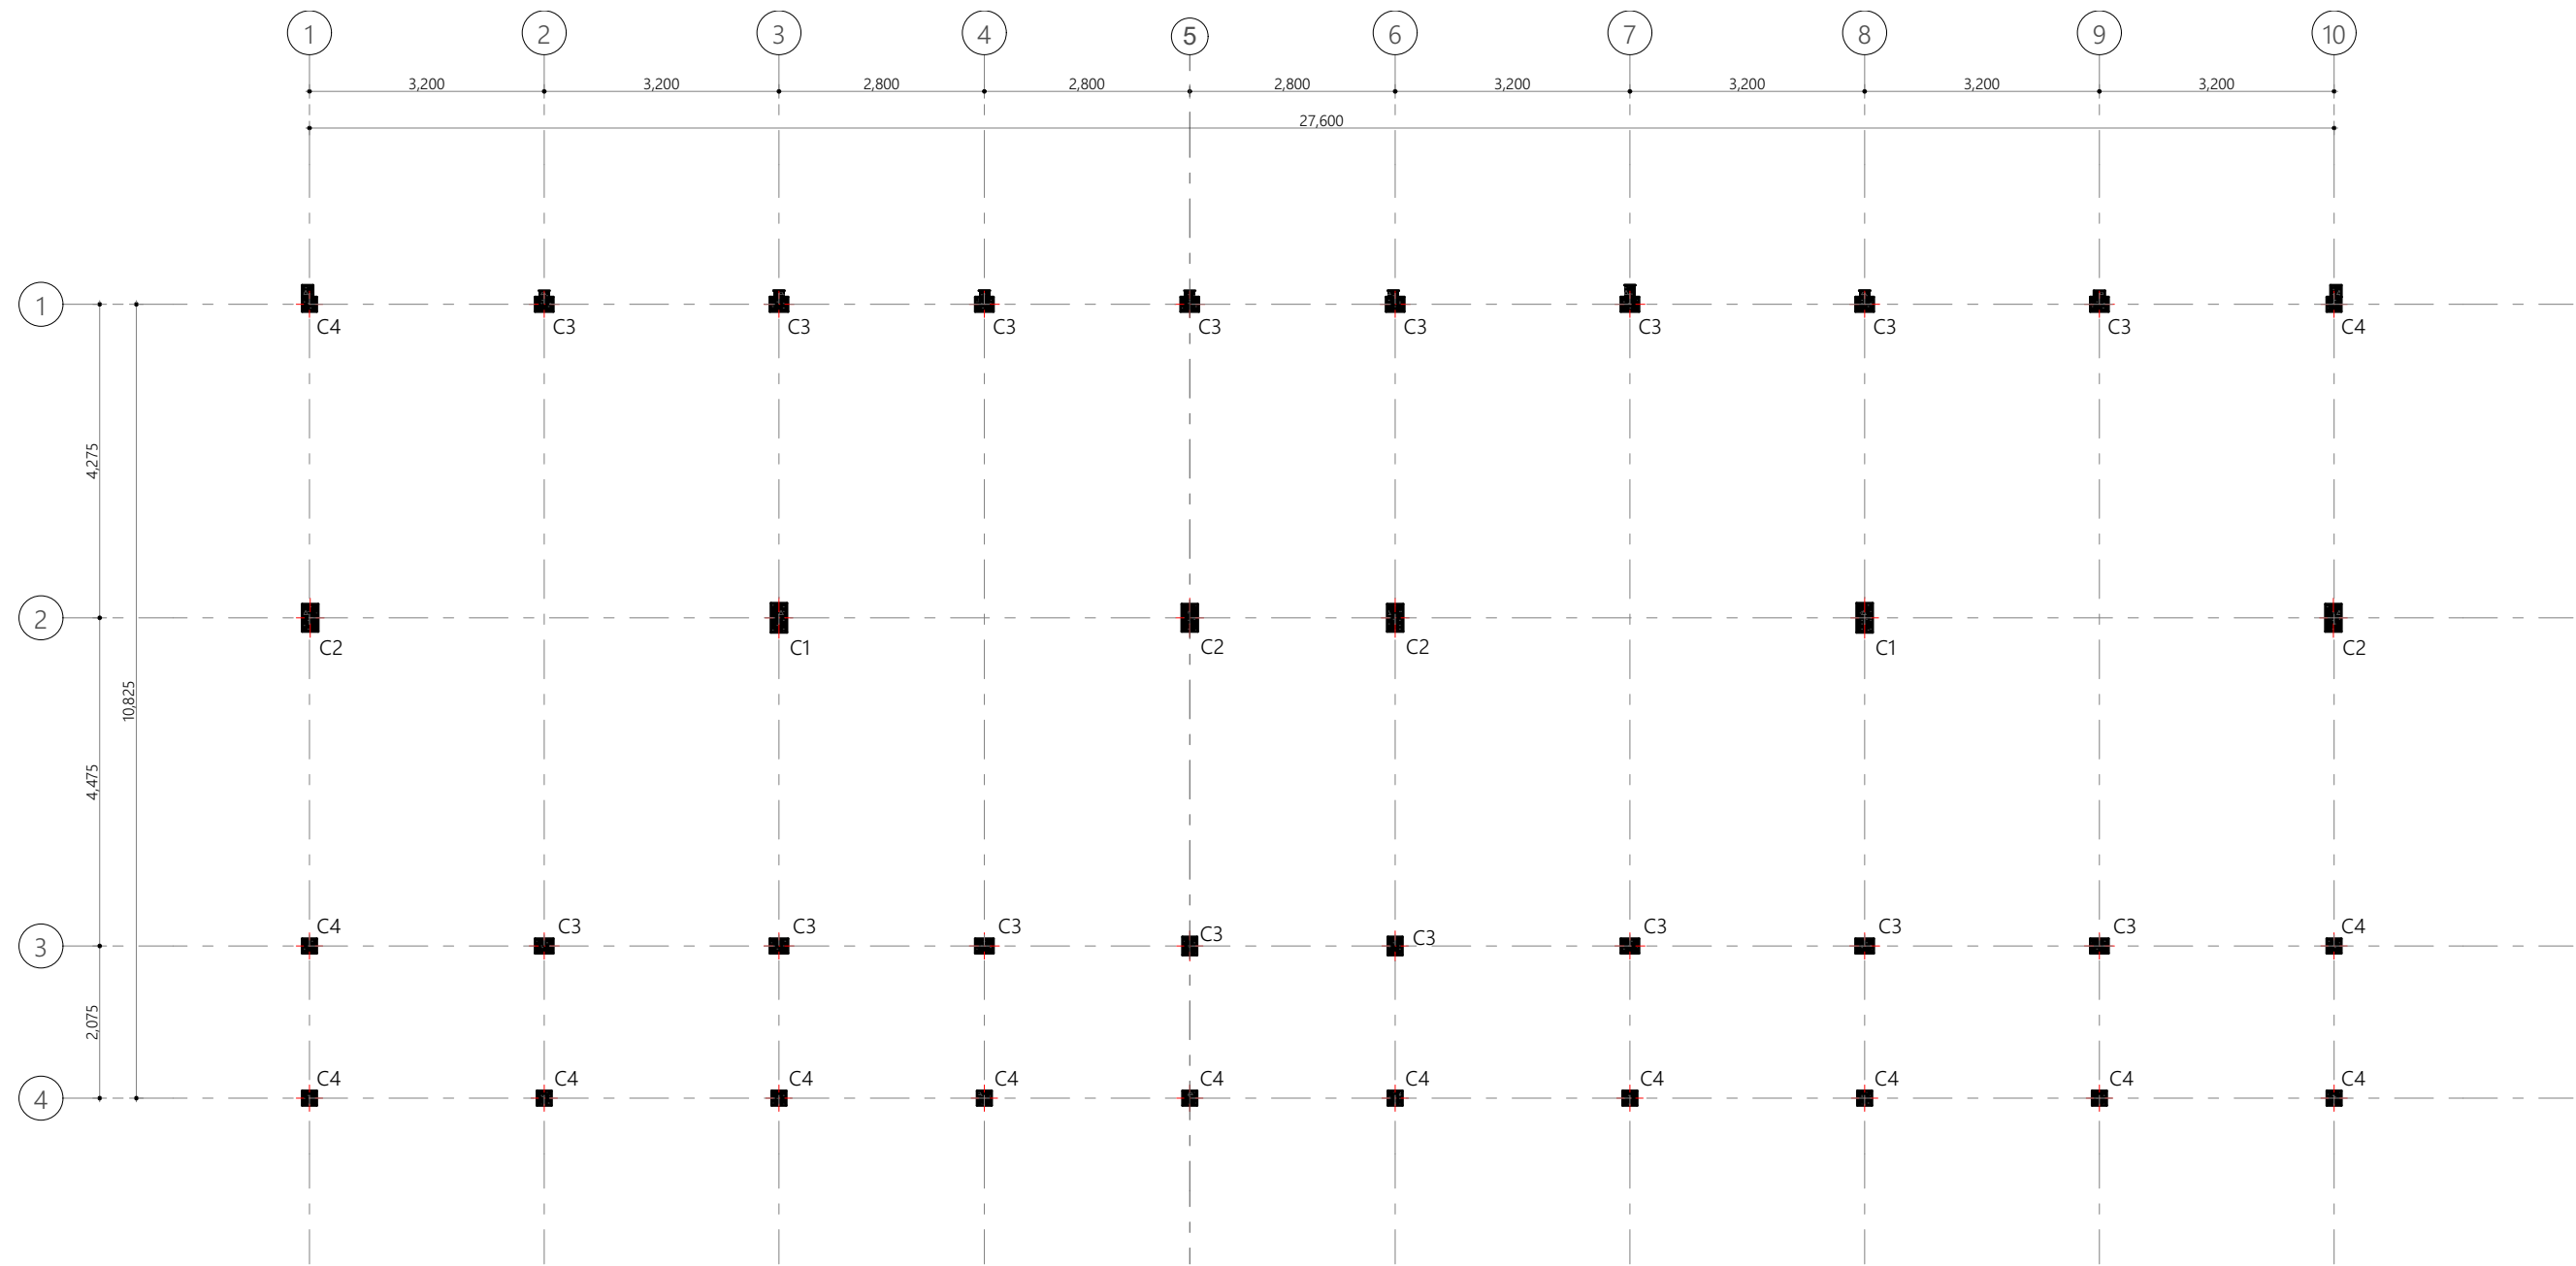 1 2 3 4 5 6 7 8 9 10
3,200 3,200 2,800 2,800 2,800 3,200 3,200 3,200 3,200
27,600
1
C4 C3 C3 C3 C3 C3 C3 C3 C3 C4
4,275
2
C2 C1 C2 C2 C1 C2
10,825
4,475
C4 C3 C3 C3 C3 C3 C3 C3 C3 C4
3
2,075
C4 C4 C4 C4 C4 C4 C4 C4 C4 C4
4